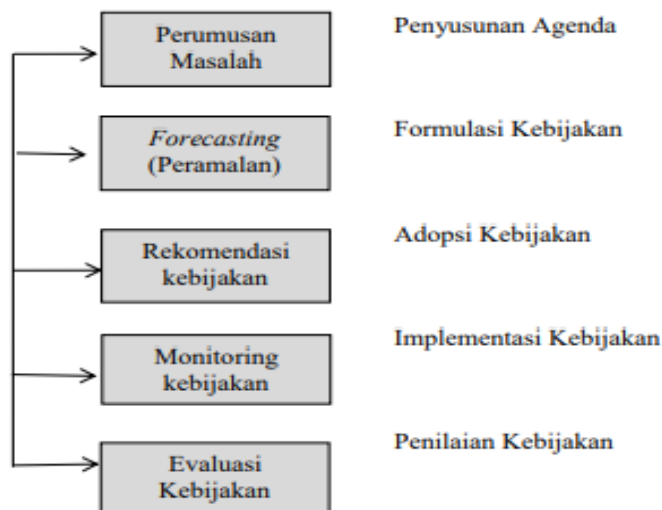 Perumusan
Masalah
Penyusunan Agenda
Forecasting
(Peramalan)
Formulasi Kebijakan
Rekomendasi
kebijakan
Adopsi Kebijakan
Monitoring
kebijakan
Implementasi Kebijakan
Evaluasi
Kebijakan
Penilaian Kebijakan